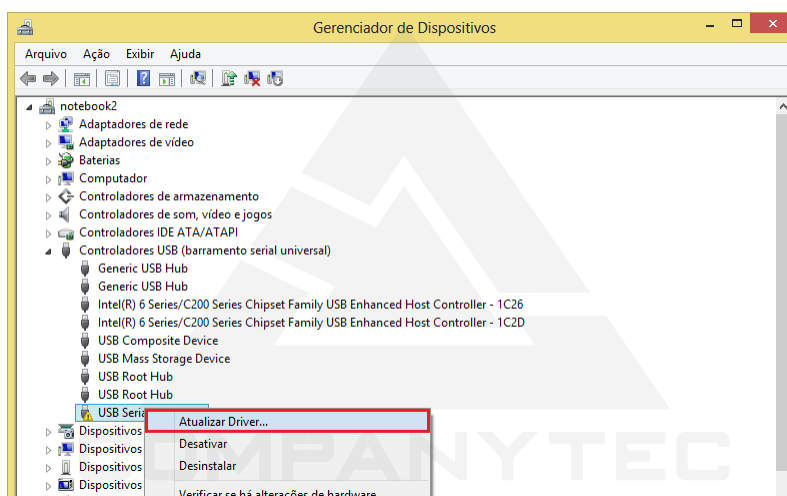 Gerenciador de Dispositivos
Arquivo Ação Exibir Ajuda
notebook2
Adaptadores de rede
Adaptadores de vídeo
Baterias
Computador
Controladores de armazenamento
Controladores de som, vídeo e jogos
Controladores IDE ATA/ATAPI
Controladores USB (barramento serial universal)
Generic USB Hub
Generic USB Hub
Intel(R) 6 Series/C200 Series Chipset Family USB Enhanced Host Controller - 1C26
Intel(R) 6 Series/C200 Series Chipset Family USB Enhanced Host Controller - 1C2D
USB Composite Device
USB Mass Storage Device
USB Root Hub
USB Root Hub
USB Seria
Atualizar Driver...
Dispositivos
Desativar
Dispositivos
Desinstalar
Dispositivos
Dispositivos
Verificar se há alterações de hardware
COMPANYTEC